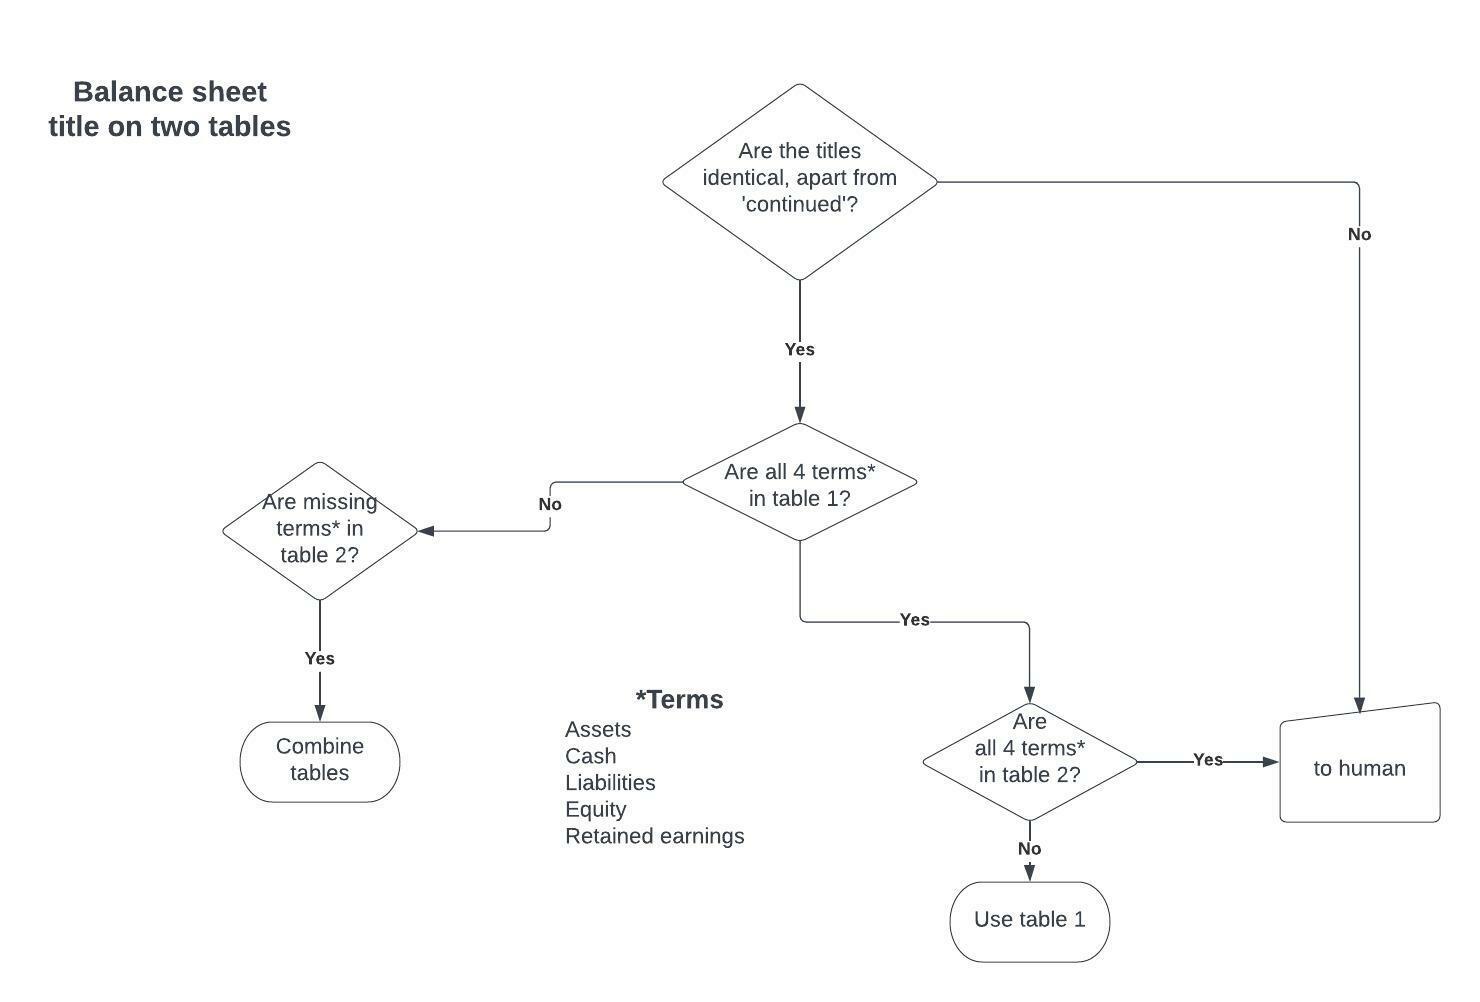 Balance sheet
title on two tables
Are the titles
identical, apart from
'continued'?
No
Yes
Are all 4 terms*
in table 1?
No
Are missing
terms* in
table 2?
Yes
Yes
Combine
tables
*Terms
Assets
Cash
Liabilities
Equity
Retained earnings
Are
all 4 terms*
in table 2?
Yes
to human
No
Use table 1